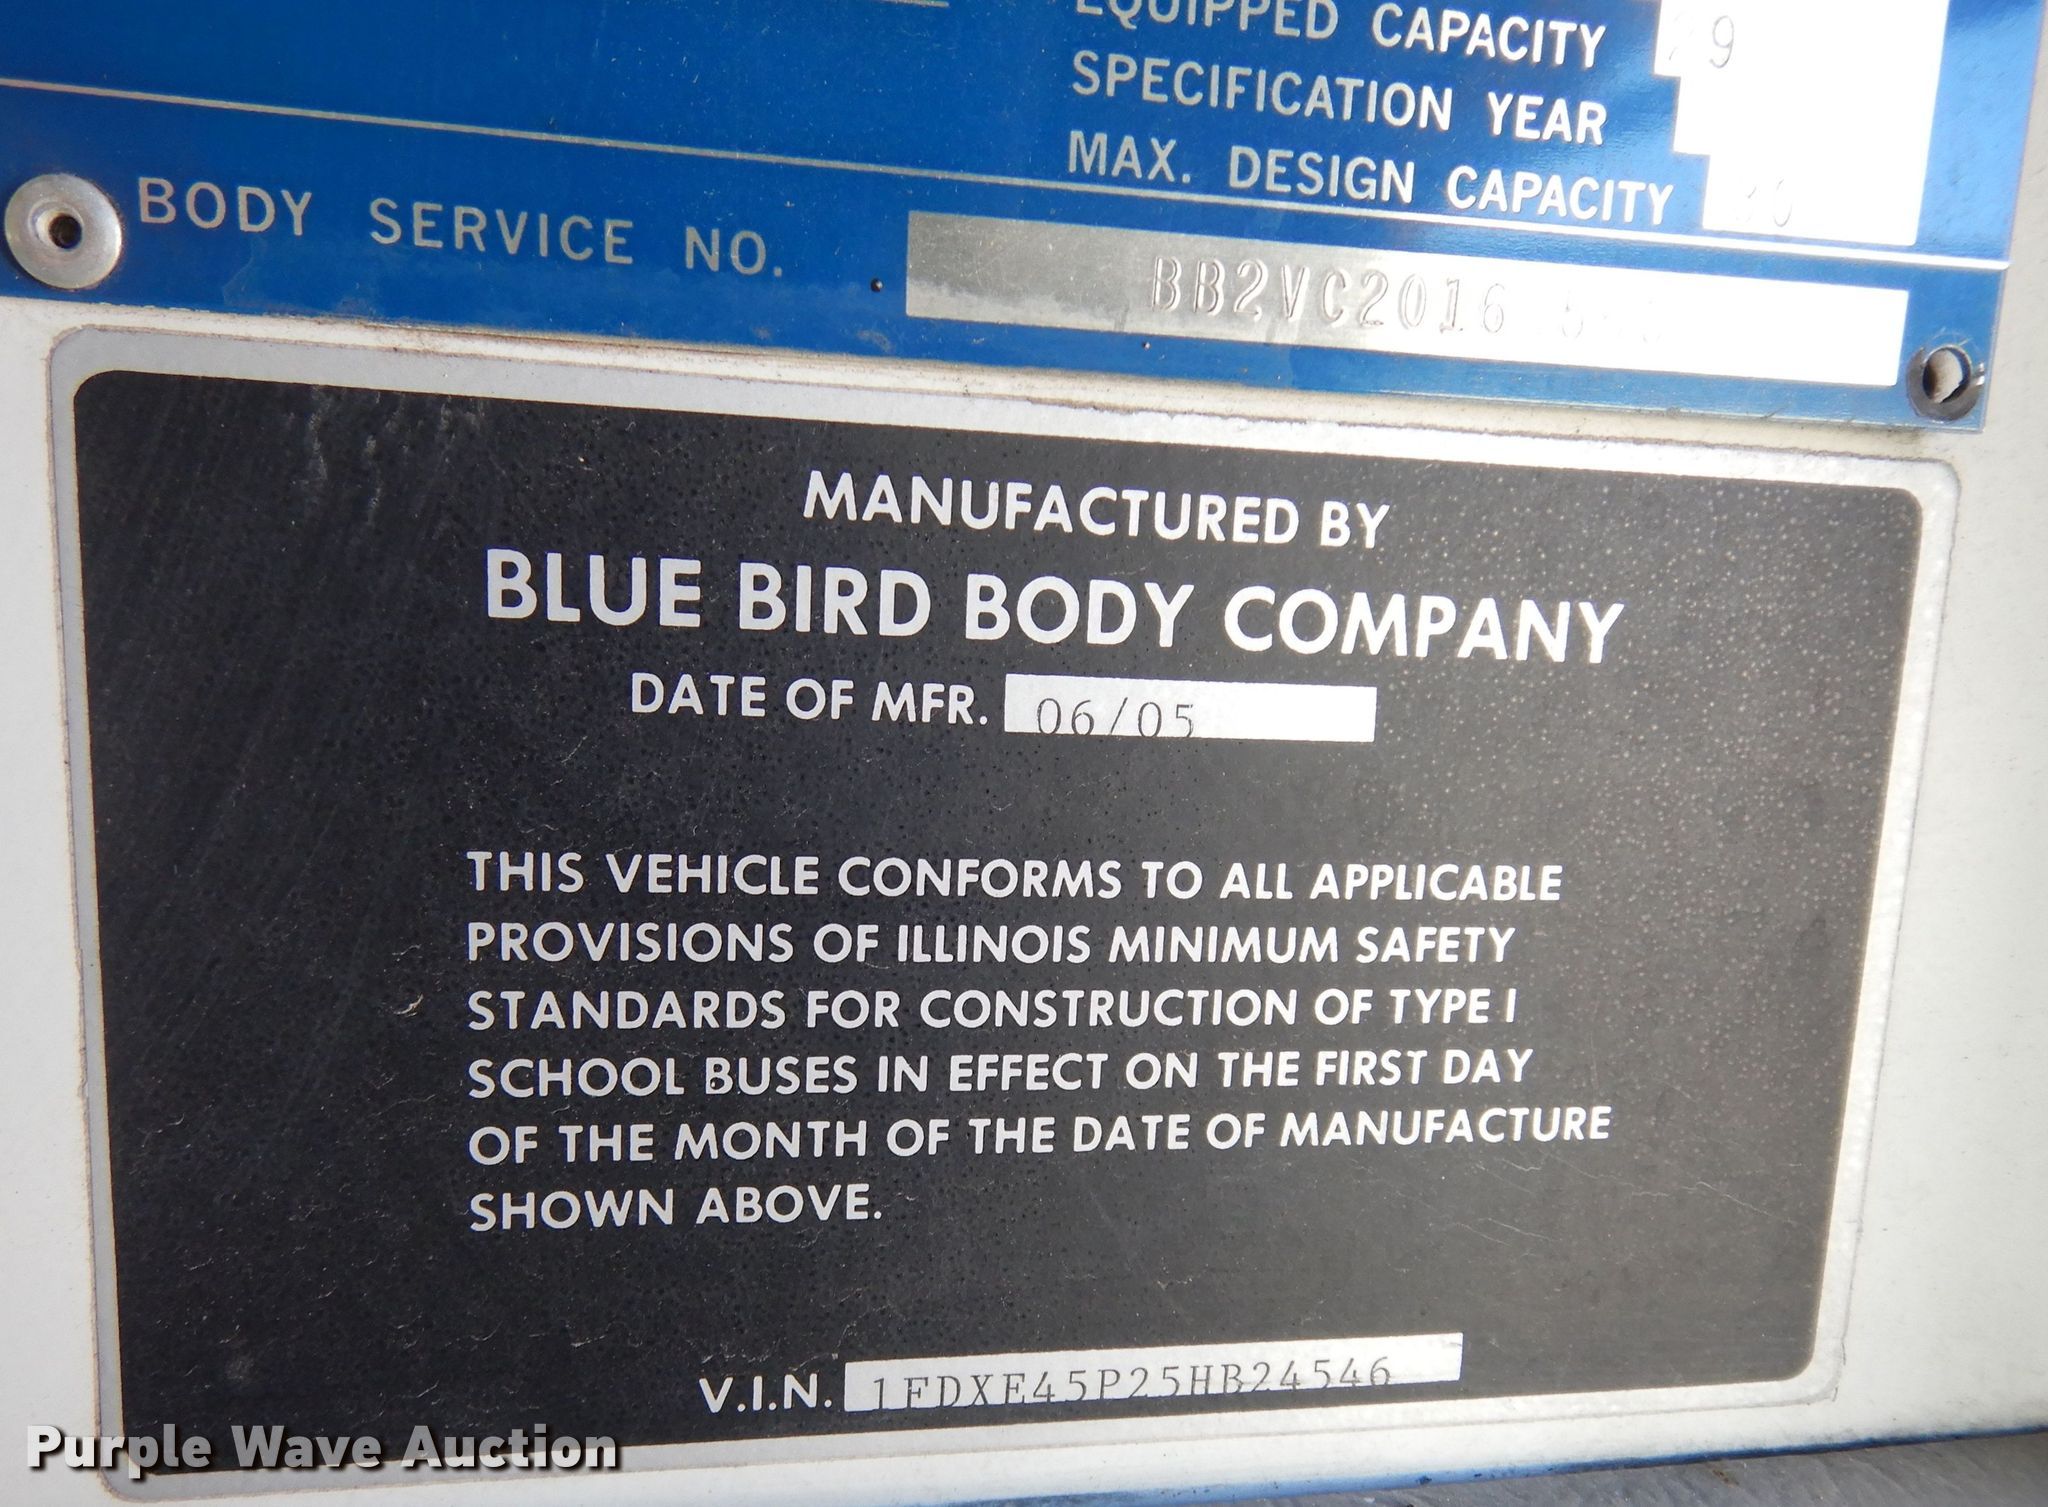 EQUIPPED CAPACITY 29
SPECIFICATION YEAR
MAX. DESIGN CAPACITY
BODY SERVICE NO.
MANUFACTURED BY
BLUE BIRD BODY COMPANY
DATE OF MFR. 06/05
THIS VEHICLE CONFORMS TO ALL APPLICABLE
PROVISIONS OF ILLINOIS MINIMUM SAFETY
STANDARDS FOR CONSTRUCTION OF TYPE I
SCHOOL BUSES IN EFFECT ON THE FIRST DAY
OF THE MONTH OF THE DATE OF MANUFACTURE
SHOWN ABOVE.
V.I.N. 1FDXE45P25HB24546
Purple Wave Auction